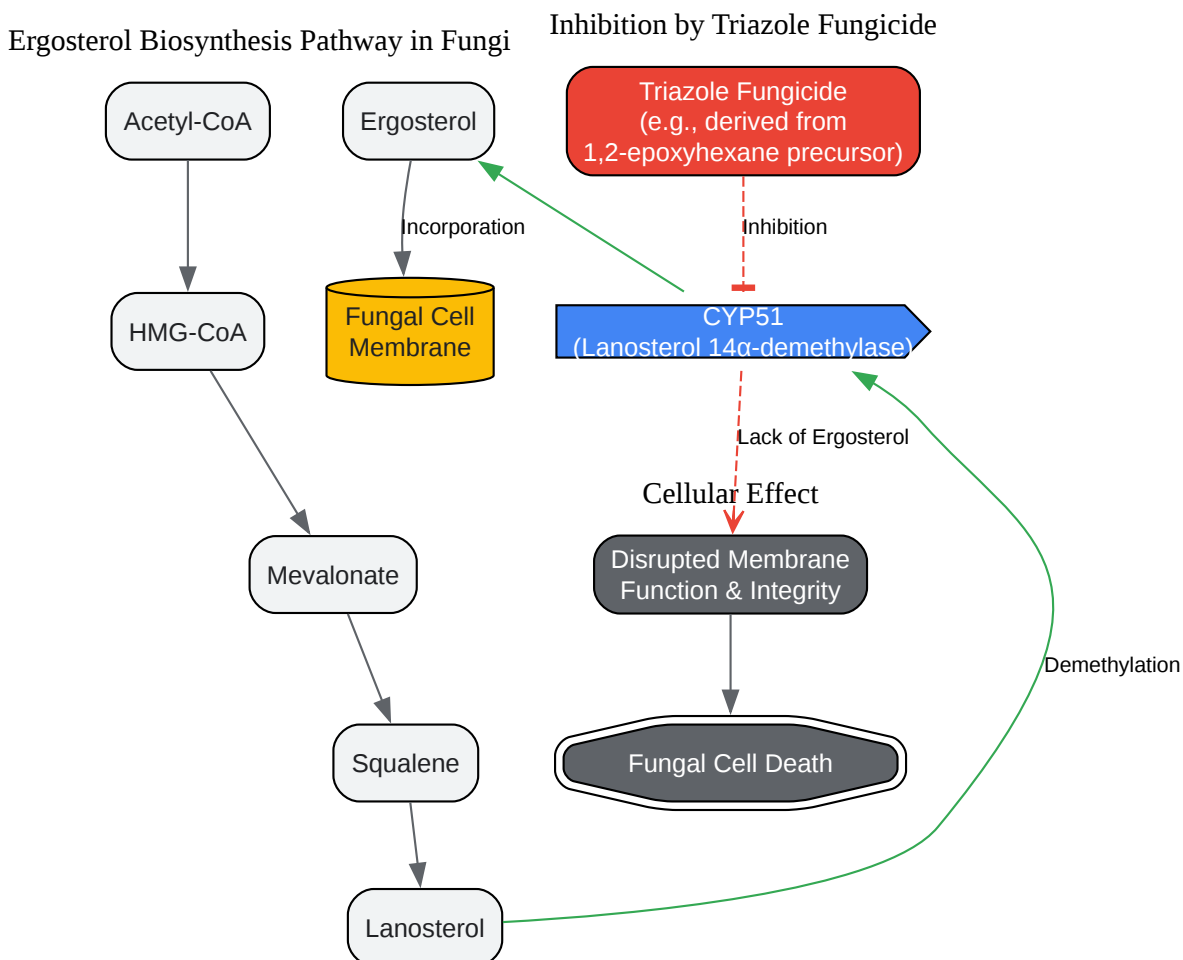 Ergosterol Biosynthesis Pathway in Fungi
Inhibition by Triazole Fungicide
Acetyl-CoA
Ergosterol
Triazole Fungicide
(e.g., derived from
1,2-epoxyhexane precursor)
Incorporation
Inhibition
HMG-CoA
Fungal Cell
Membrane
CYP51
(Lanosterol 14α-demethylase)
Lack of Ergosterol
Cellular Effect
Mevalonate
Disrupted Membrane
Function & Integrity
Demethylation
Squalene
Fungal Cell Death
Lanosterol